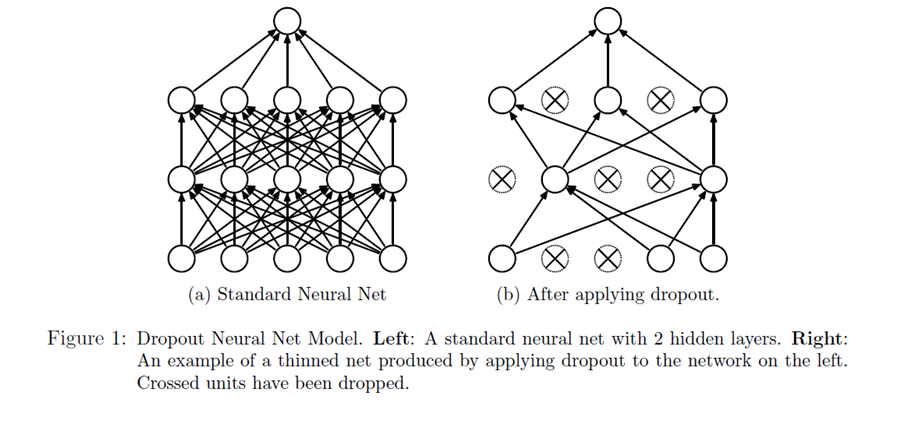 (a) Standard Neural Net
(b) After applying dropout.
Figure 1: Dropout Neural Net Model. Left: A standard neural net with 2 hidden layers. Right:
An example of a thinned net produced by applying dropout to the network on the left.
Crossed units have been dropped.